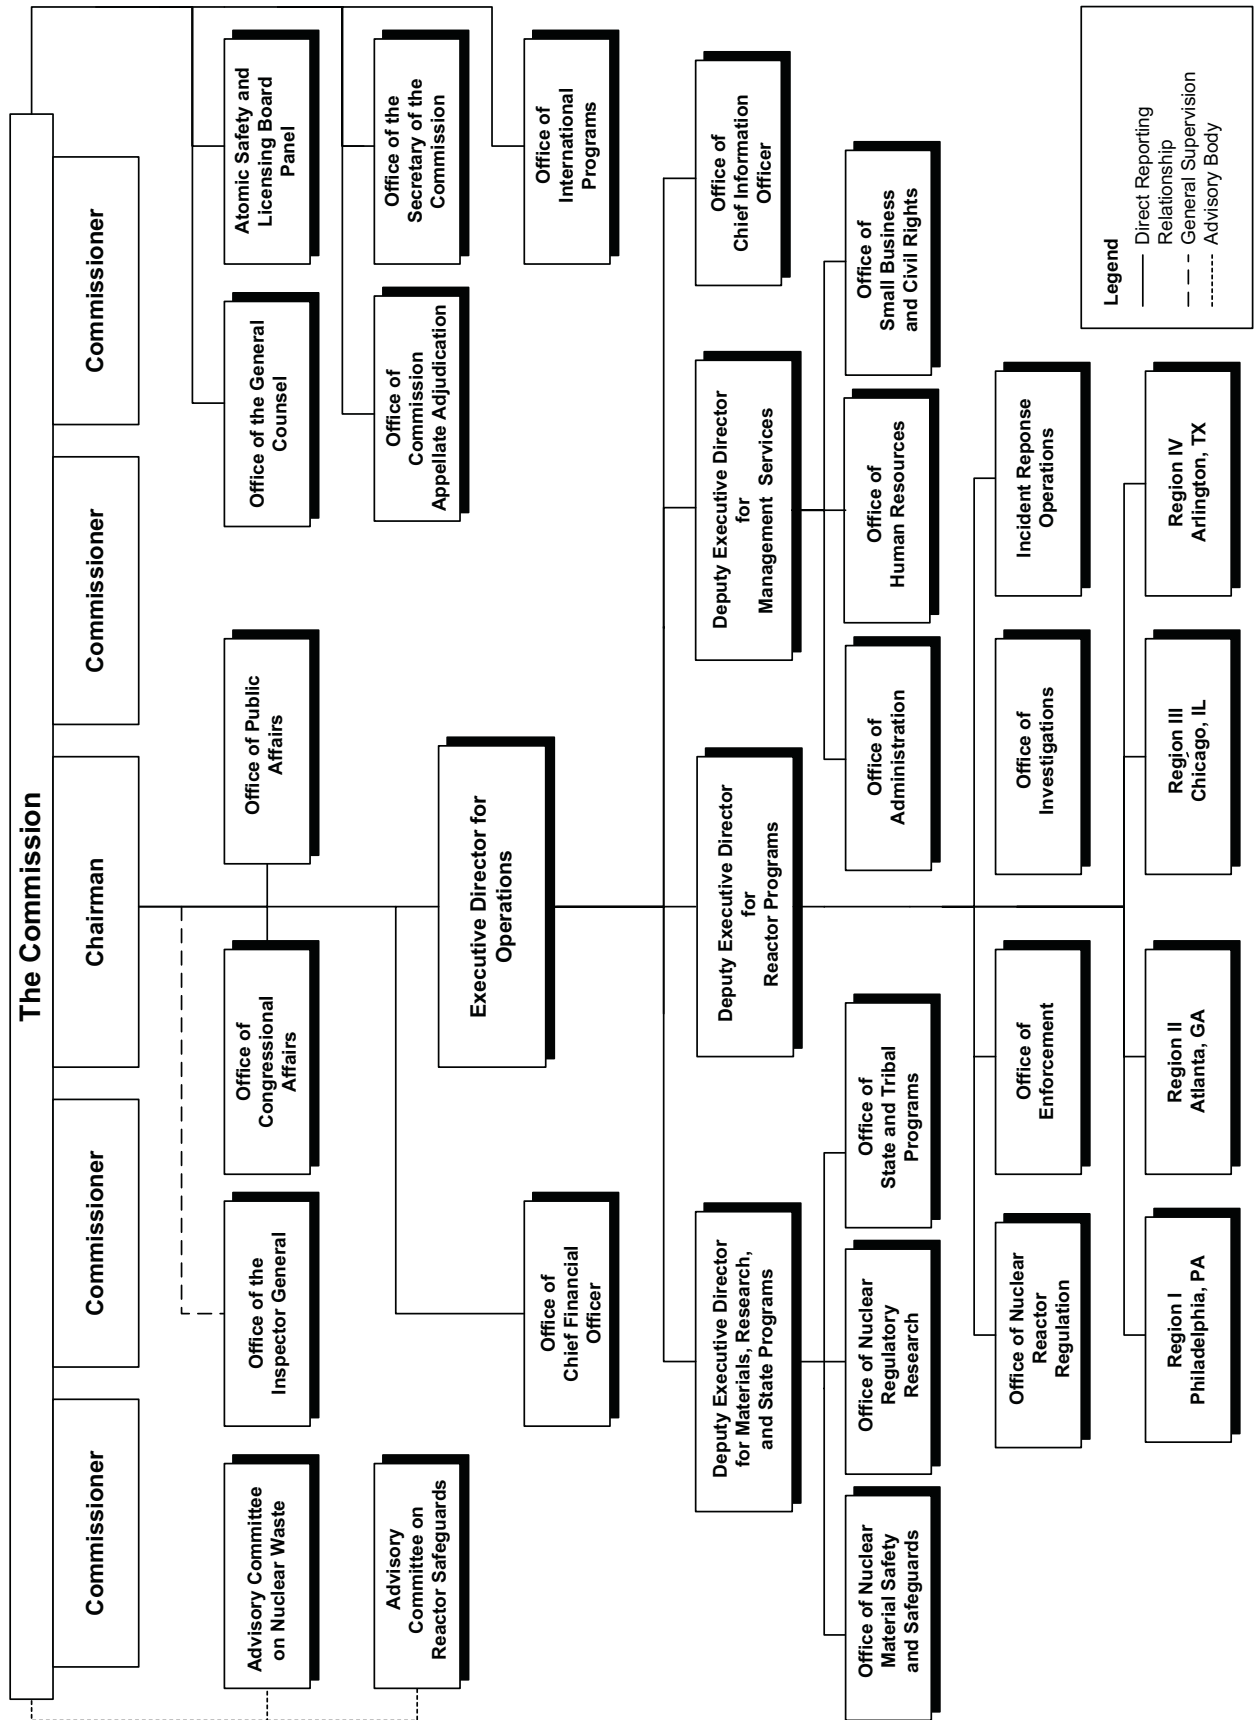 The Commission
Commissioner
Commissioner
Chairman
Commissioner
Commissioner
Advisory Committee
on Nuclear Waste
Office of the
Inspector General
Office of
Congressional
Affairs
Office of Public
Affairs
Office of the General
Counsel
Atomic Safety and
Licensing Board
Panel
Advisory
Committee on
Reactor Safeguards
Office of
Commission
Appellate Adjudication
Office of the
Secretary of the
Commission
Executive Director for
Operations
Office of
Chief Financial
Officer
Office of
International
Programs
Deputy Executive Director
for Materials, Research,
and State Programs
Deputy Executive Director
for
Reactor Programs
Deputy Executive Director
for
Management Services
Office of
Chief Information
Officer
Office of Nuclear
Material Safety
and Safeguards
Office of Nuclear
Regulatory
Research
Office of
State and Tribal
Programs
Office of
Administration
Office of
Human Resources
Office of
Small Business
and Civil Rights
Office of Nuclear
Reactor
Regulation
Office of
Enforcement
Office of
Investigations
Incident Reponse
Operations
Region I
Philadelphia, PA
Region II
Atlanta, GA
Region III
Chicago, IL
Region IV
Arlington, TX
Legend
Direct Reporting
Relationship
General Supervision
Advisory Body